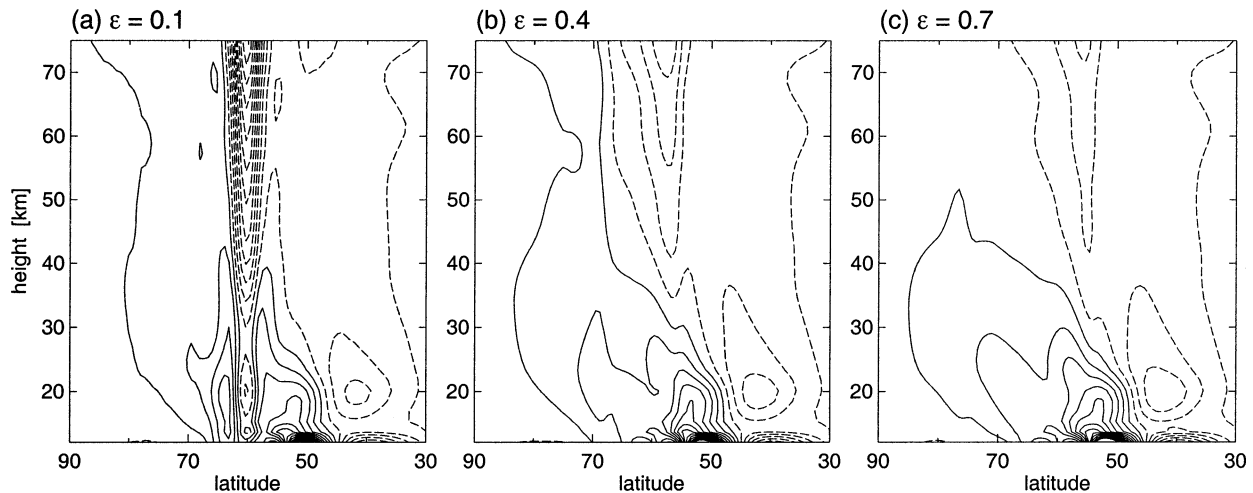 (a) ε = 0.1 (b) ε = 0.4 (c) ε = 0.7
70 70 70
60 60 60
50 50 50
40 40 40
30 30 30
20 20 20
height [km]
90 70 50 30 90 70 50 30 90 70 50 30
latitude latitude latitude